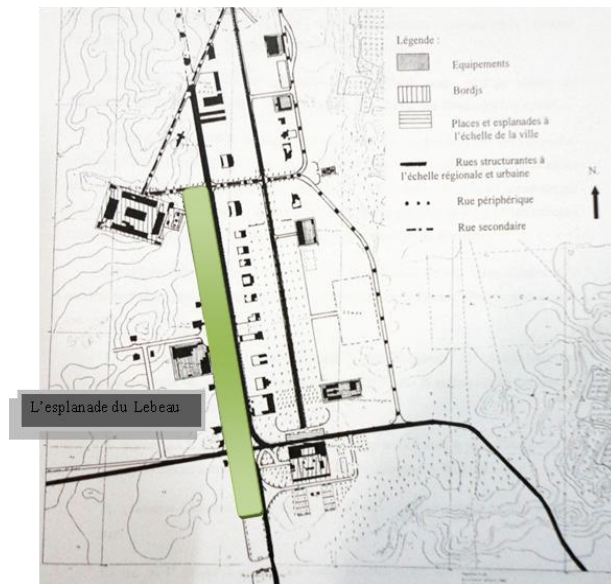 Légende :
Equipements
Bordjs
Places et esplanades à
l'échelle de la ville
Rues structurantes à
l'échelle régionale et urbaine
N.
Rue périphérique
Rue secondaire
L'esplanade du Lebeau